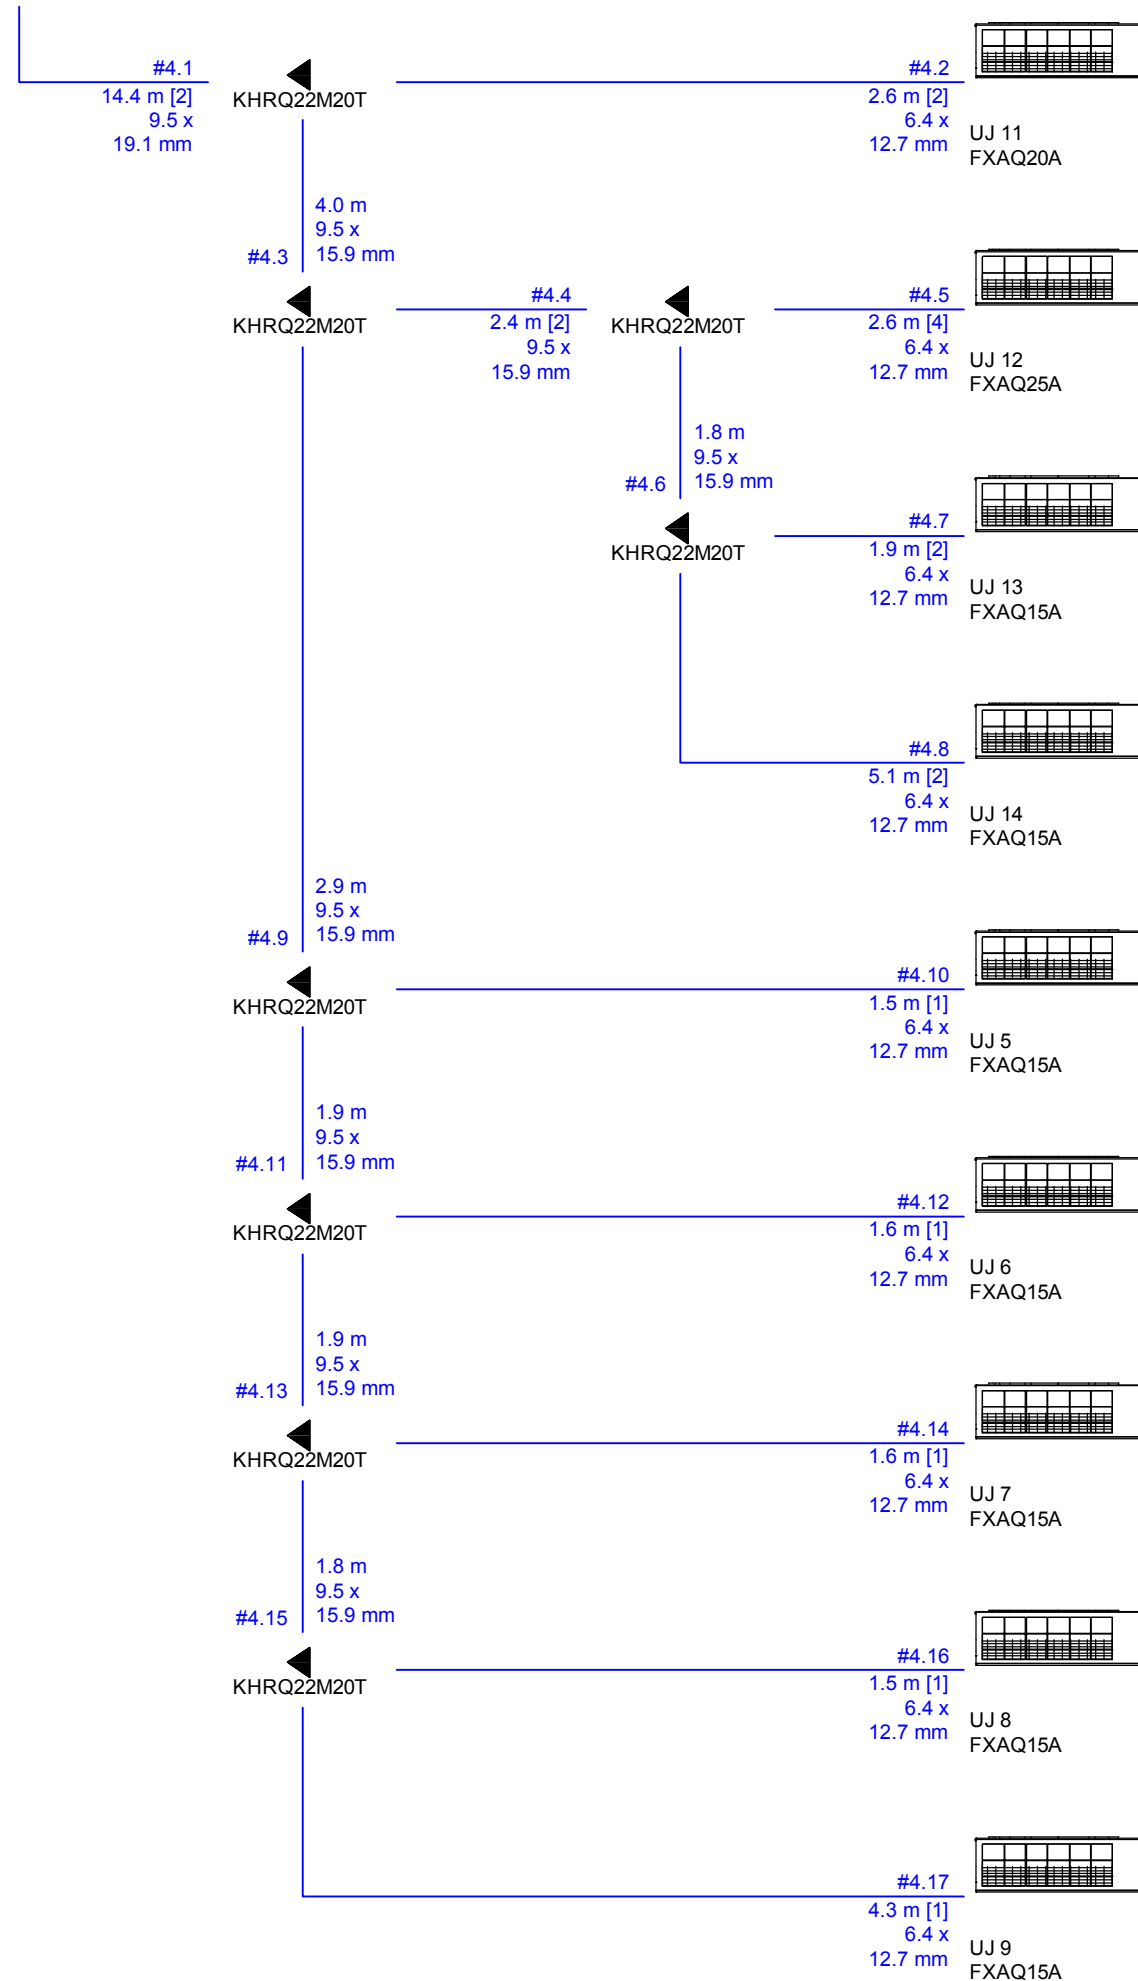 #4.1
14.4 m [2]
9.5 x
19.1 mm
KHRQ22M20T
#4.2
2.6 m [2]
6.4 x
12.7 mm
UJ 11
FXAQ20A
4.0 m
9.5 x
15.9 mm
#4.3
KHRQ22M20T
#4.4
2.4 m [2]
9.5 x
15.9 mm
KHRQ22M20T
#4.5
2.6 m [4]
6.4 x
12.7 mm
UJ 12
FXAQ25A
1.8 m
9.5 x
15.9 mm
#4.6
KHRQ22M20T
#4.7
1.9 m [2]
6.4 x
12.7 mm
UJ 13
FXAQ15A
#4.8
5.1 m [2]
6.4 x
12.7 mm
UJ 14
FXAQ15A
2.9 m
9.5 x
15.9 mm
#4.9
KHRQ22M20T
#4.10
1.5 m [1]
6.4 x
12.7 mm
UJ 5
FXAQ15A
1.9 m
9.5 x
15.9 mm
#4.11
KHRQ22M20T
#4.12
1.6 m [1]
6.4 x
12.7 mm
UJ 6
FXAQ15A
1.9 m
9.5 x
15.9 mm
#4.13
KHRQ22M20T
#4.14
1.6 m [1]
6.4 x
12.7 mm
UJ 7
FXAQ15A
1.8 m
9.5 x
15.9 mm
#4.15
KHRQ22M20T
#4.16
1.5 m [1]
6.4 x
12.7 mm
UJ 8
FXAQ15A
#4.17
4.3 m [1]
6.4 x
12.7 mm
UJ 9
FXAQ15A